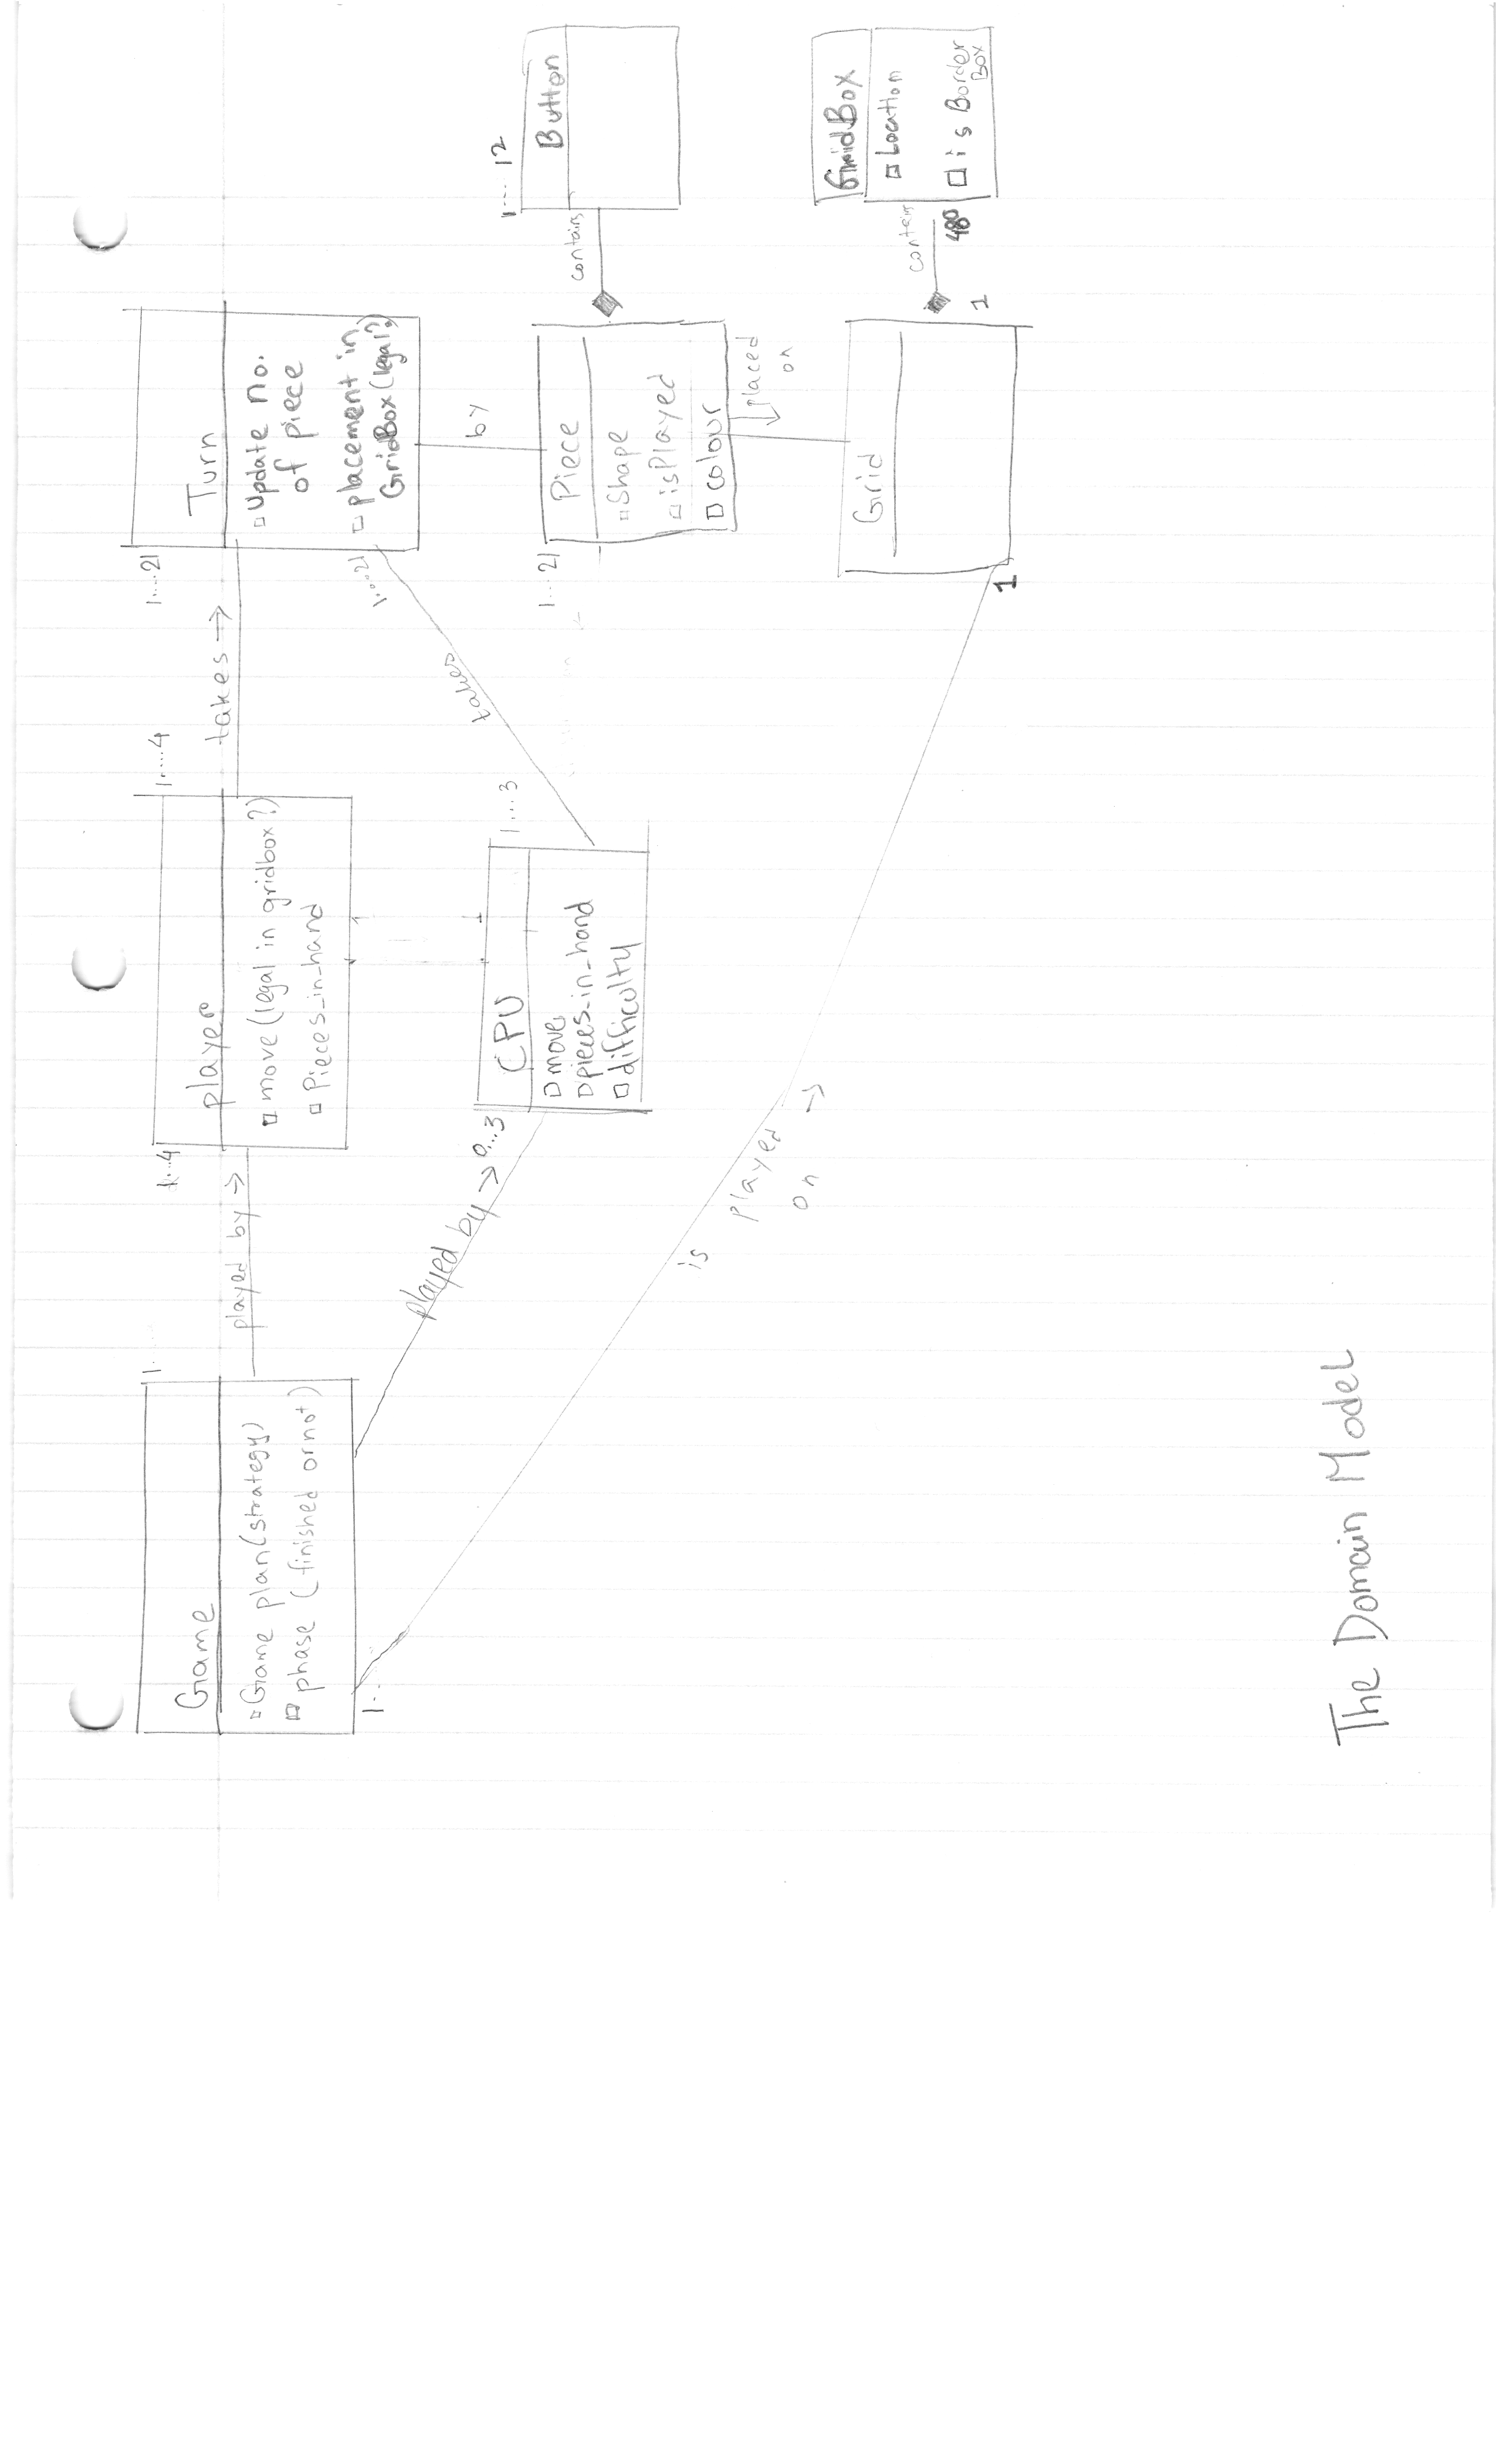 Game
Game plan (strategy)
phase (finished or not)
1...
1...
played by →
1...4
player
move (legal in gridbox?)
Pieces_in_hand
1....4
takes →
1...21
Turn
update no.
of piece
placement in
GridBox (legal?)
1...21
takes
played by → 0...3
CPU
move
pieces_in_hand
difficulty
1...3
by
1...21
Piece
Shape
isPlayed
colour
contains
1....12
Button
placed
on
is played →
on
1
Grid
1
contain
480
GridBox
Location
is Border
Box
The Domain Model